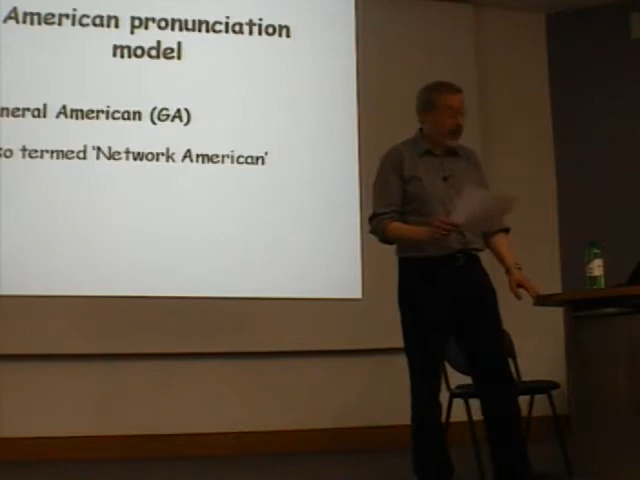 American pronunciation
model
neral American (GA)
so termed 'Network American'